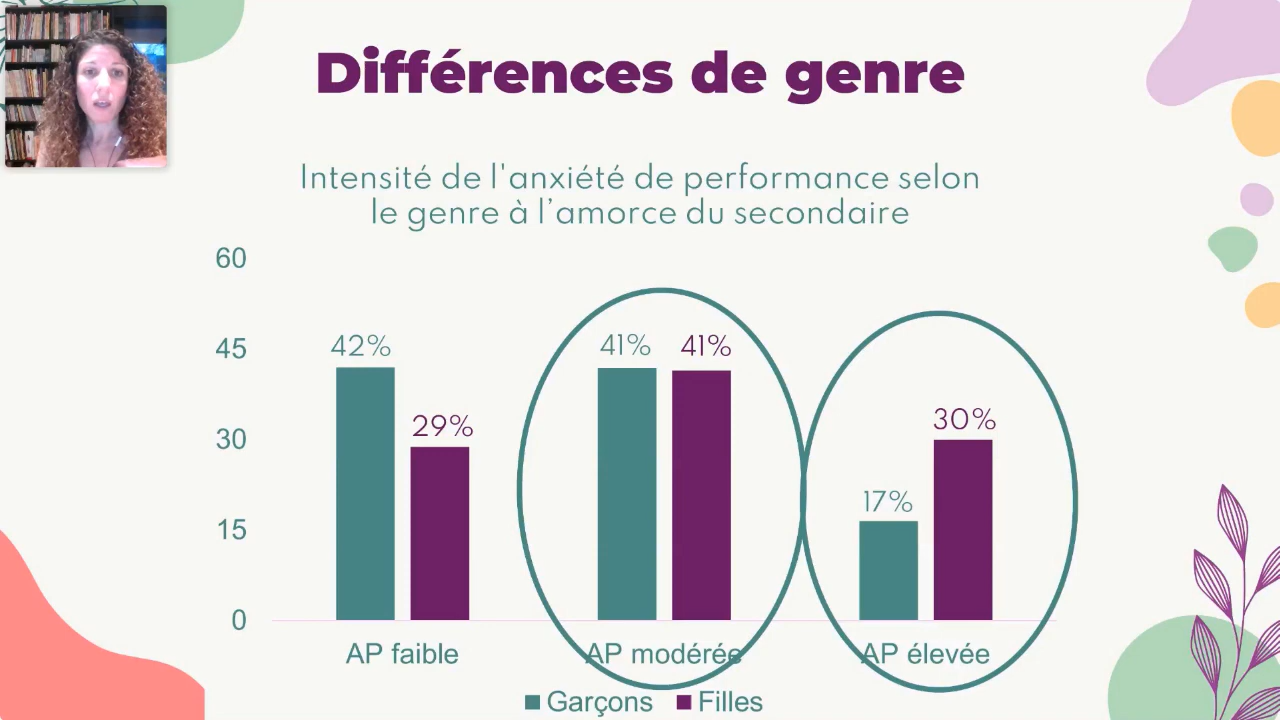 Différences de genre
Intensité de l'anxiété de performance selon
le genre à l’amorce du secondaire
60
45
30
15
0
42%
29%
41%
41%
17%
30%
AP faible
AP modérée
AP élevée
Garçons
Filles